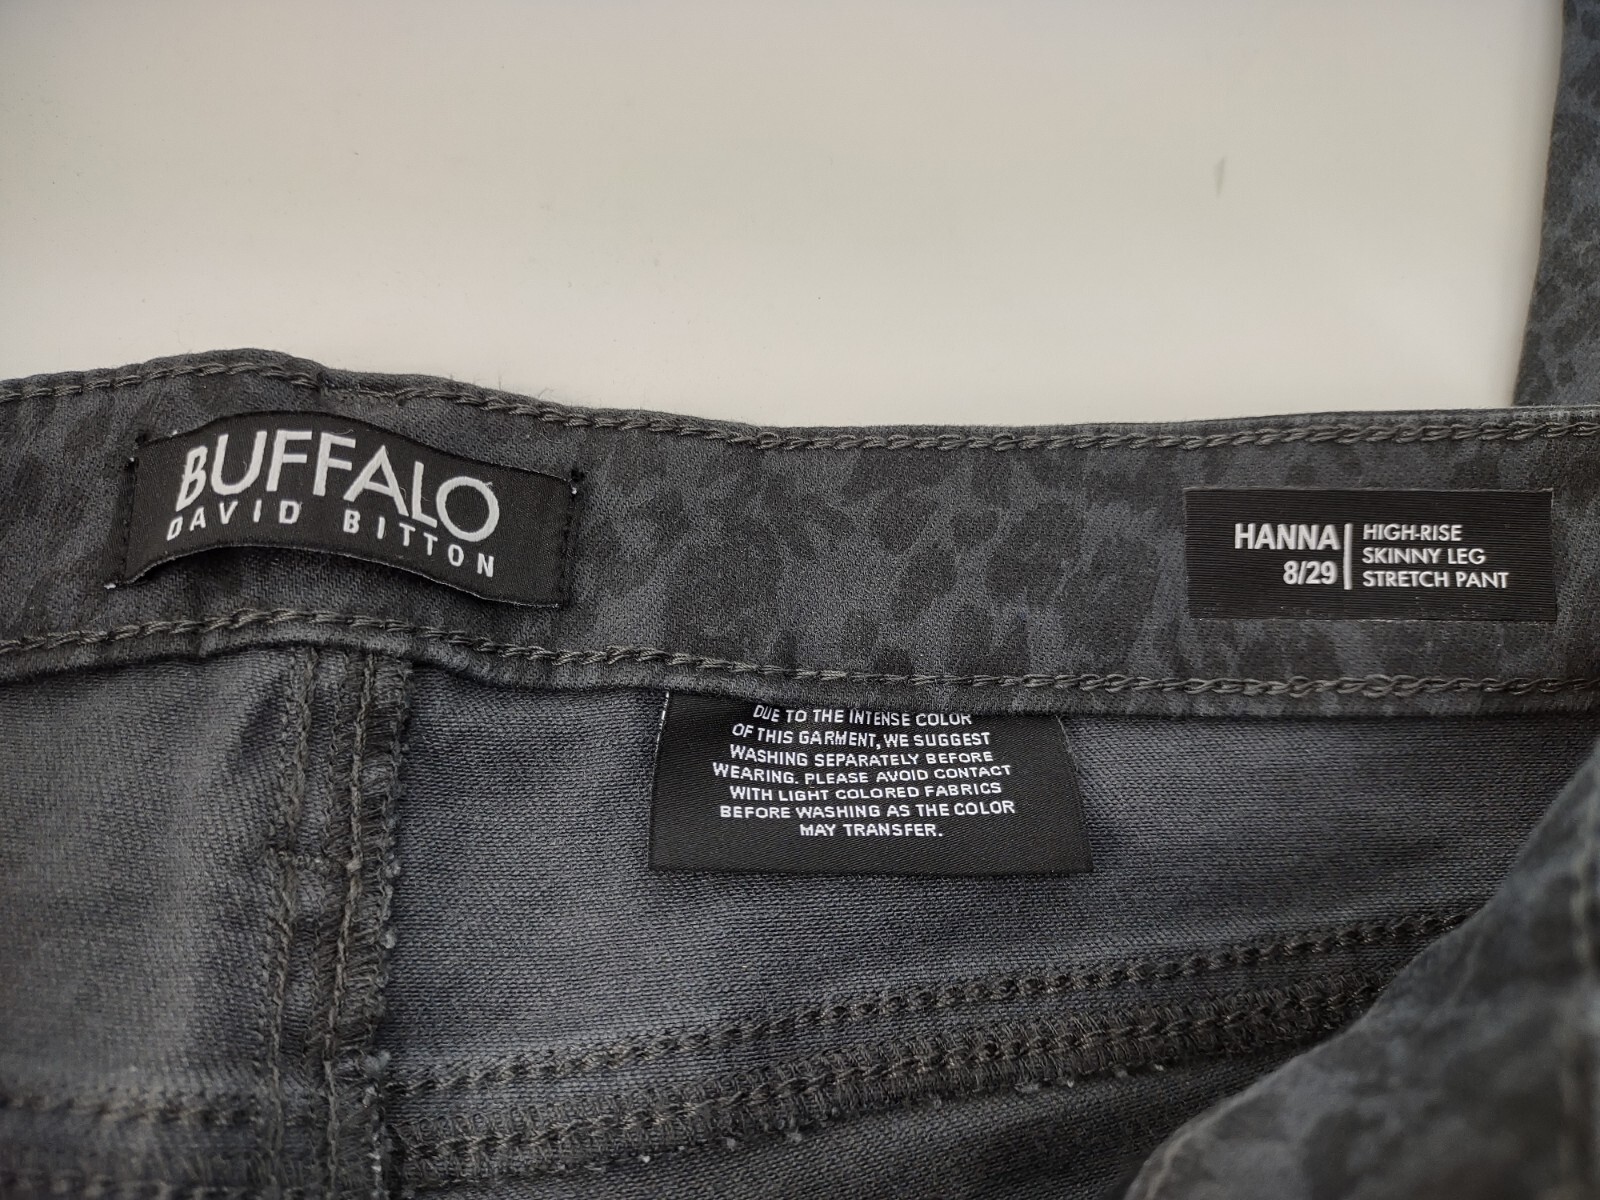 BUFFALO
DAVID BITTON
HANNA
8/29
HIGH-RISE
SKINNY LEG
STRETCH PANT
DUE TO THE INTENSE COLOR
OF THIS GARMENT, WE SUGGEST
WASHING SEPARATELY BEFORE
WEARING. PLEASE AVOID CONTACT
WITH LIGHT COLORED FABRICS
BEFORE WASHING AS THE COLOR
MAY TRANSFER.